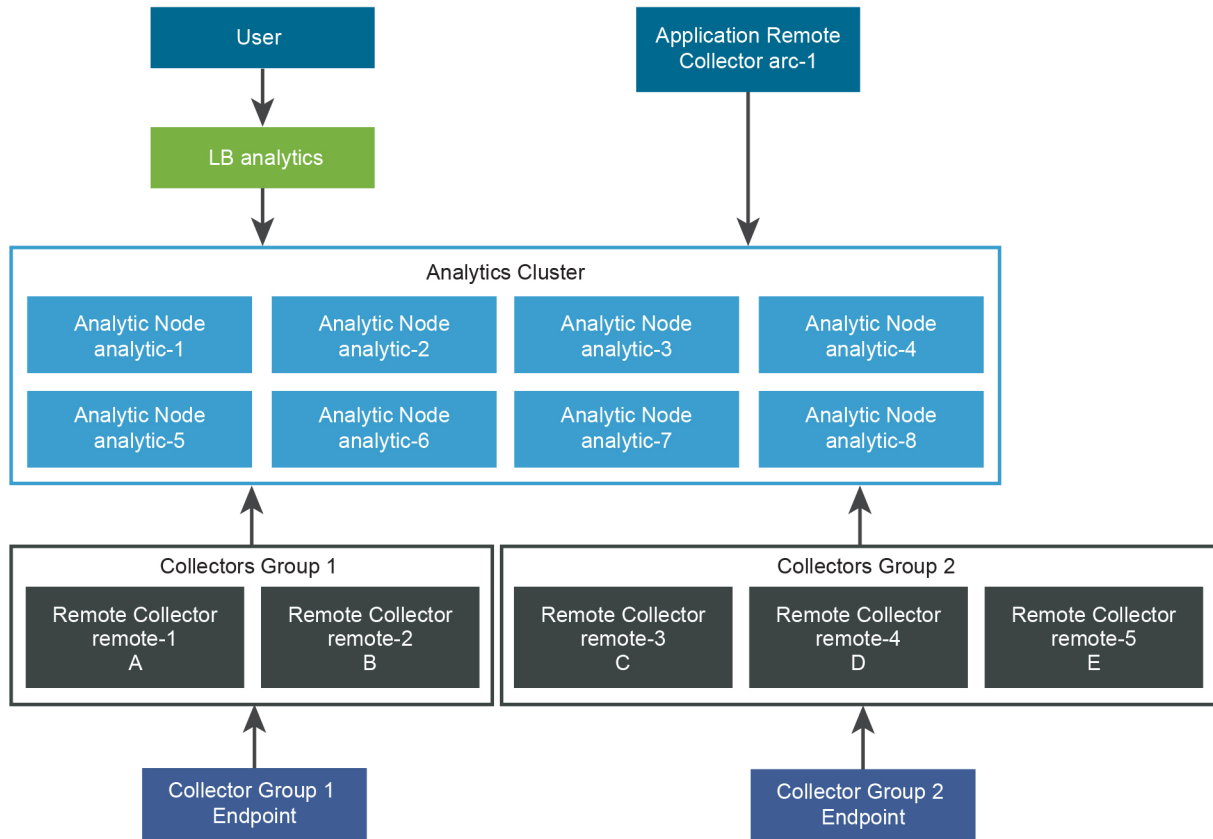 User
Application Remote
Collector arc-1
LB analytics
Analytics Cluster
Analytic Node
analytic-1
Analytic Node
analytic-2
Analytic Node
analytic-3
Analytic Node
analytic-4
Analytic Node
analytic-5
Analytic Node
analytic-6
Analytic Node
analytic-7
Analytic Node
analytic-8
Collectors Group 1
Remote Collector
remote-1
A
Remote Collector
remote-2
B
Collectors Group 2
Remote Collector
remote-3
C
Remote Collector
remote-4
D
Remote Collector
remote-5
E
Collector Group 1
Endpoint
Collector Group 2
Endpoint